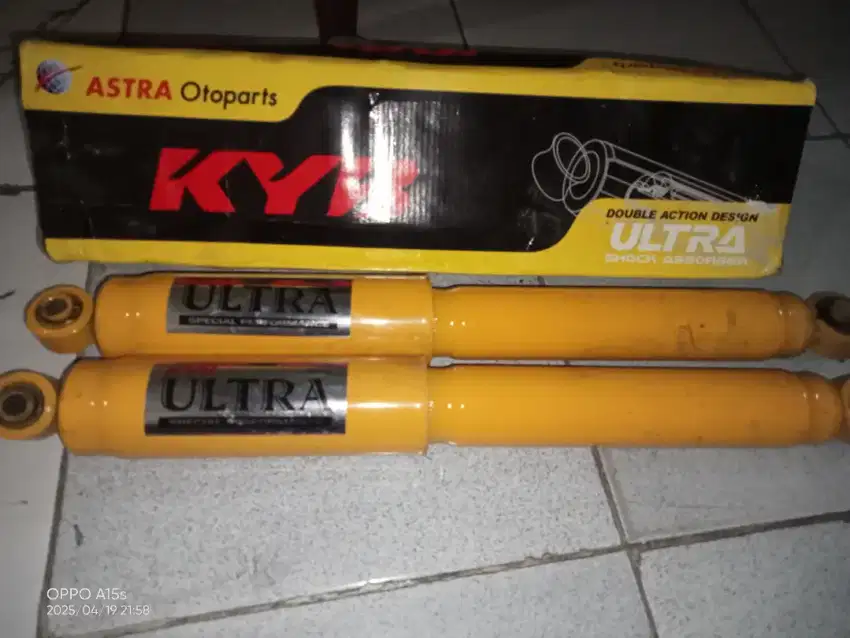 ASTRA Otoparts
KYB
DOUBLE ACTION DESIGN
ULTRA
SHOCK ABSORBER
ULTRA
SPECIAL PERFORMANCE
ULTRA
OPPO A15s
2025/04/19 21:58